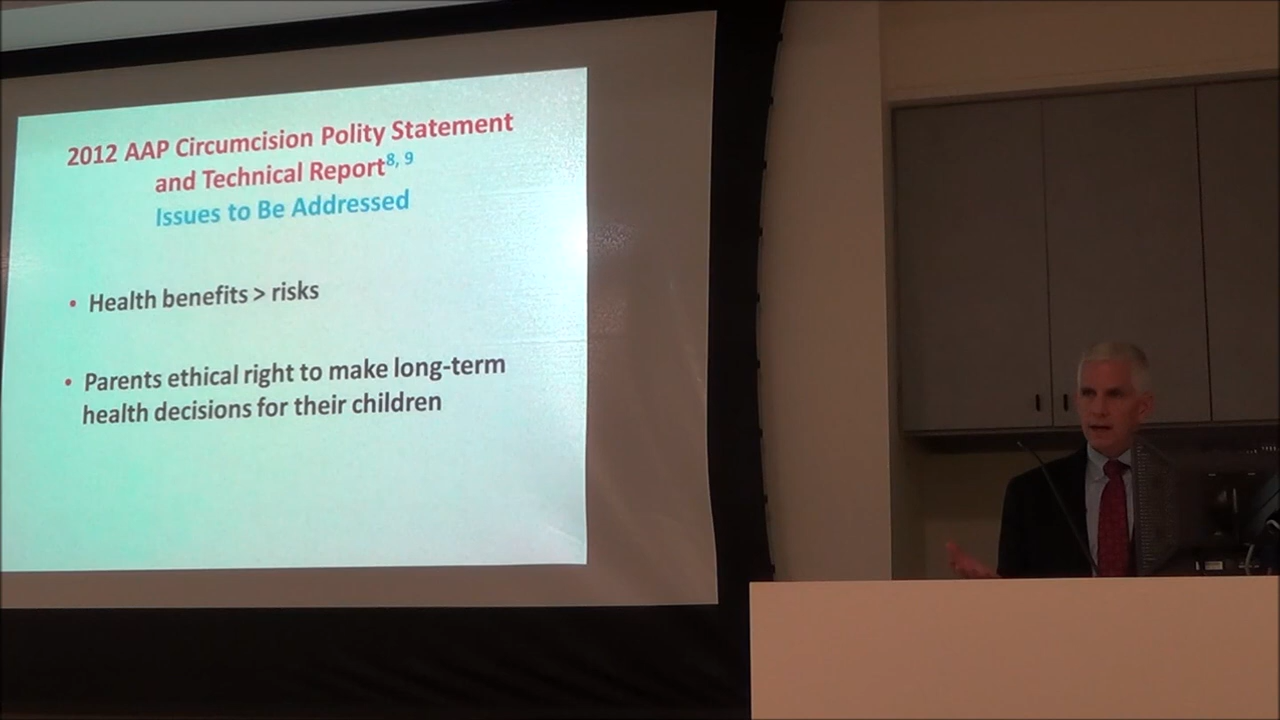 2012 AAP Circumcision Polity Statement
and Technical Report8, 9
Issues to Be Addressed
• Health benefits > risks
• Parents ethical right to make long-term
health decisions for their children